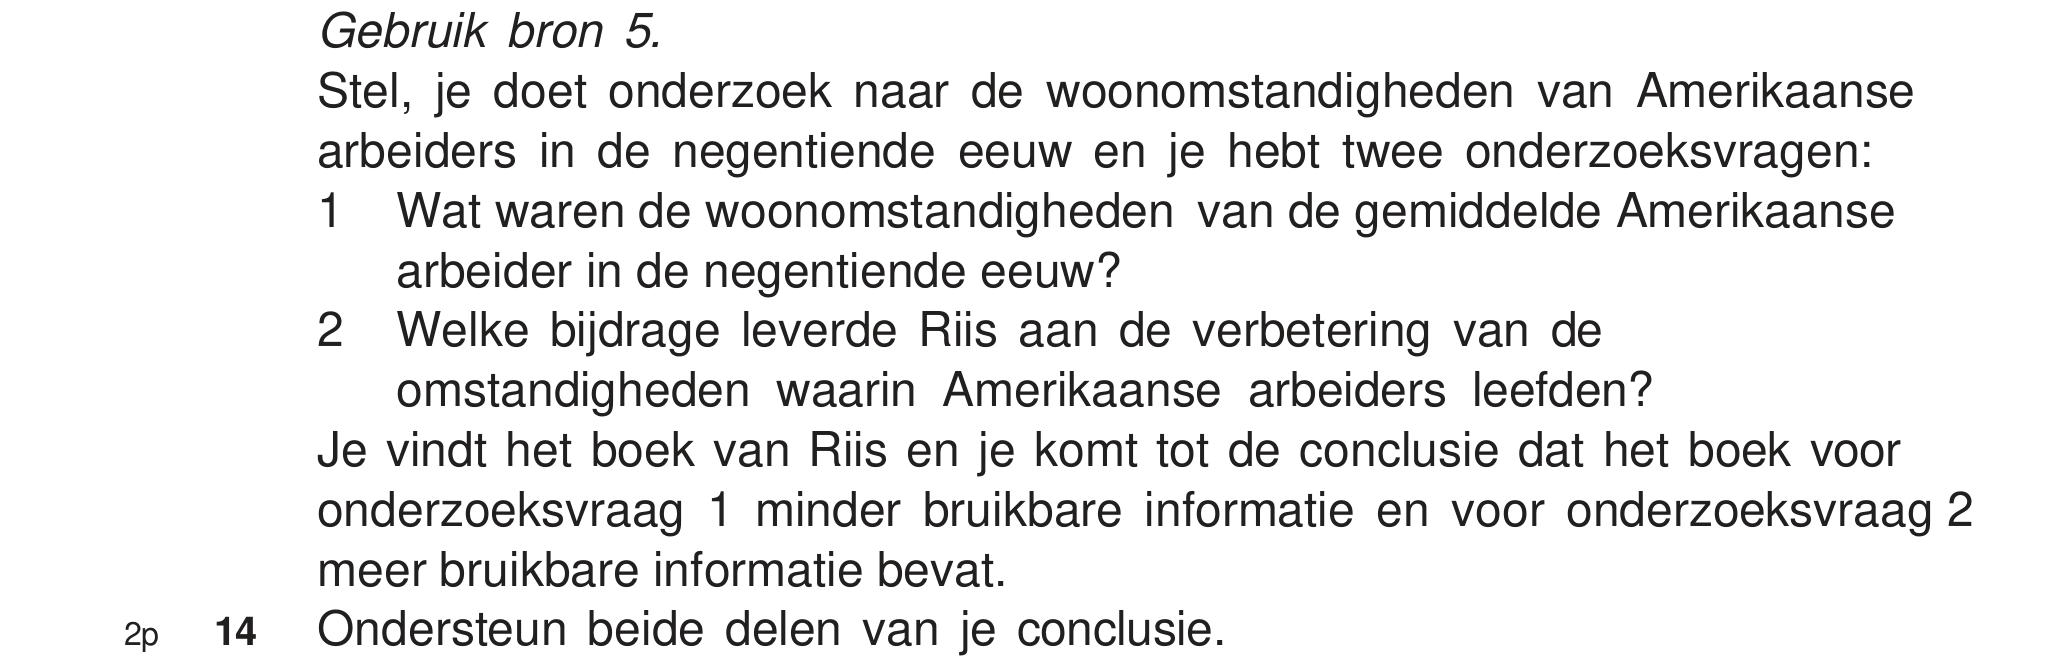 Gebruik bron 5.
Stel, je doet onderzoek naar de woonomstandigheden van Amerikaanse
arbeiders in de negentiende eeuw en je hebt twee onderzoeksvragen:
1 Wat waren de woonomstandigheden van de gemiddelde Amerikaanse
arbeider in de negentiende eeuw?
2 Welke bijdrage leverde Riis aan de verbetering van de
omstandigheden waarin Amerikaanse arbeiders leefden?
Je vindt het boek van Riis en je komt tot de conclusie dat het boek voor
onderzoeksvraag 1 minder bruikbare informatie en voor onderzoeksvraag 2
meer bruikbare informatie bevat.
2p 14 Ondersteun beide delen van je conclusie.